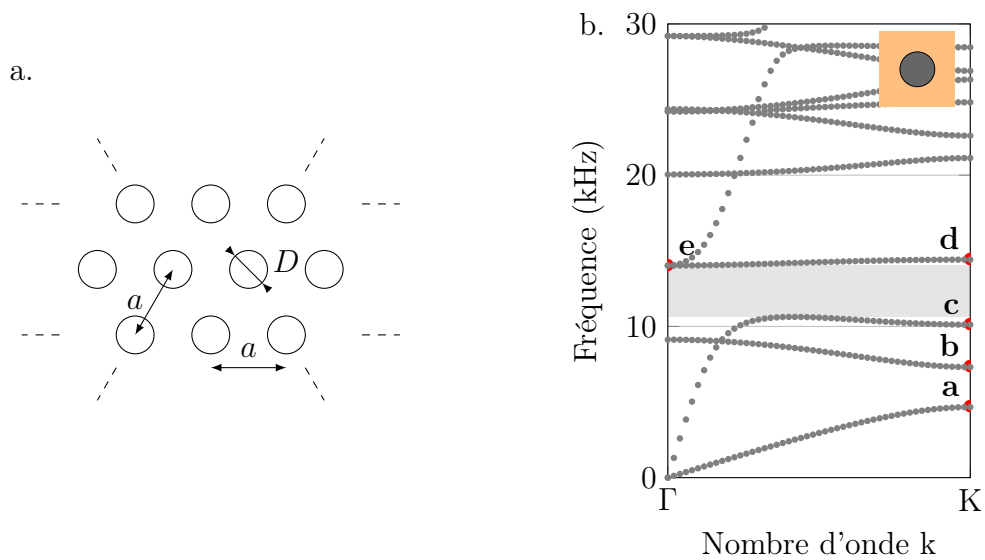 a.
a
D
a
b.
Fréquence (kHz)
30
20
10
0
e
d
c
b
a
Γ
K
Nombre d'onde k